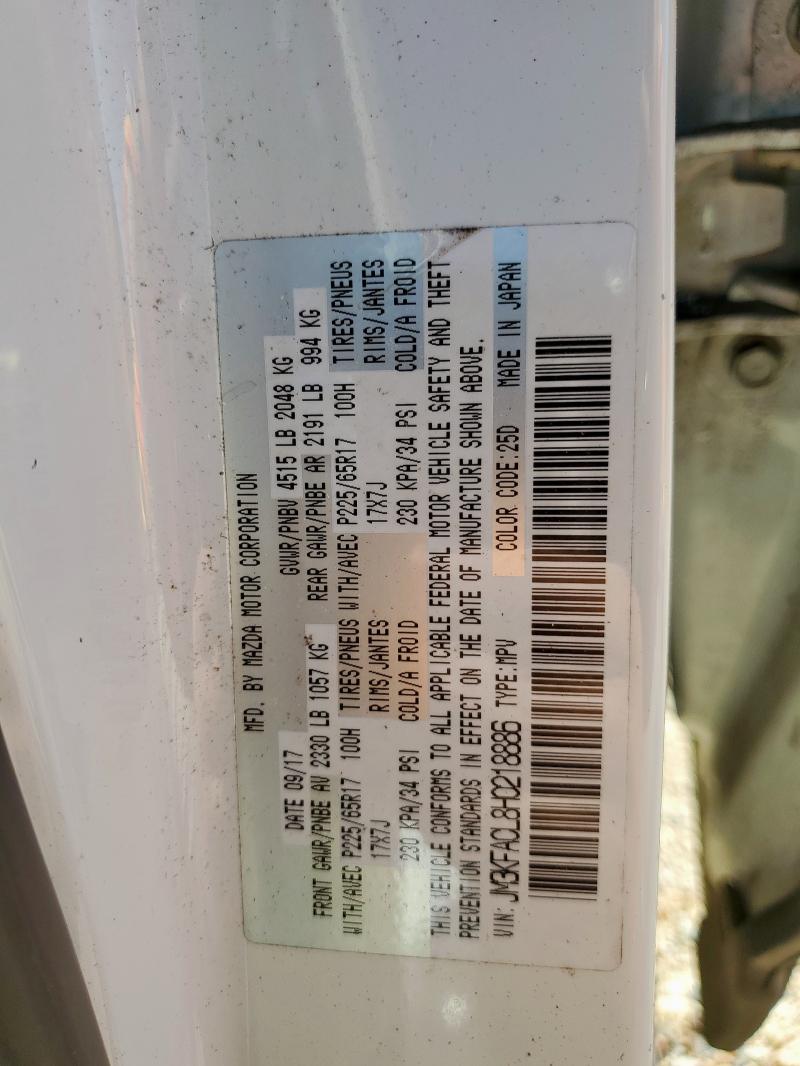 MFD. BY MAZDA MOTOR CORPORATION
DATE 09/17 GVWR/PNBV 4515 LB 2048 KG
FRONT GAWR/PNBE AV 2330 LB 1057 KG REAR GAWR/PNBE AR 2191 LB 994 KG
WITH/AVEC P225/65R17 100H TIRES/PNEUS WITH/AVEC P225/65R17 100H TIRES/PNEUS
17X7J RIMS/JANTES 17X7J RIMS/JANTES
230 KPA/34 PSI COLD/A FROID 230 KPA/34 PSI COLD/A FROID
THIS VEHICLE CONFORMS TO ALL APPLICABLE FEDERAL MOTOR VEHICLE SAFETY AND THEFT
PREVENTION STANDARDS IN EFFECT ON THE DATE OF MANUFACTURE SHOWN ABOVE.
VIN: JM3KFACL8H0218886 TYPE:MPV COLOR CODE:25D MADE IN JAPAN